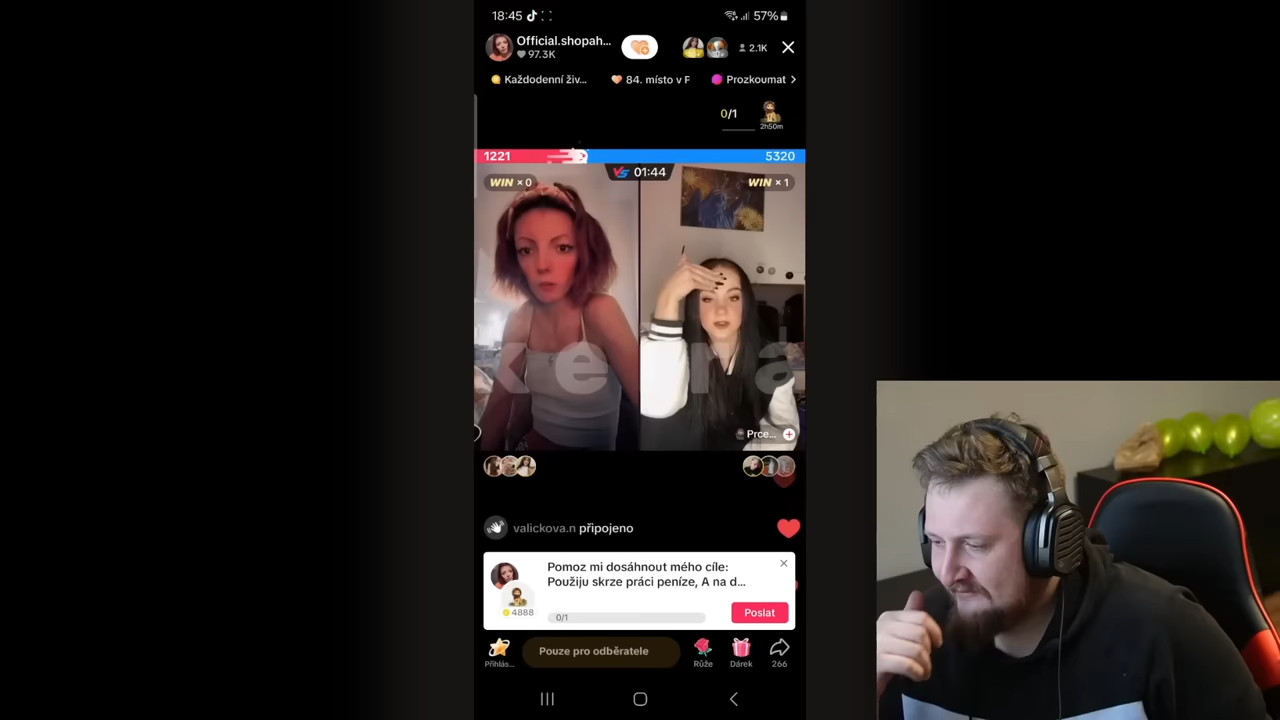 18:45
57%
Official.shopah...
97.3K
2.1K
Každodenní živ...
84. místo v F
Prozkoumat
0/1
2h50m
1221
5320
VS 01:44
WIN × 0
WIN × 1
Prce...
valickova.n připojeno
Pomoz mi dosáhnout mého cíle:
Použiju skrze práci peníze, A na d...
4888
0/1
Poslat
Přihlás...
Pouze pro odběratele
Růže
Dárek
266